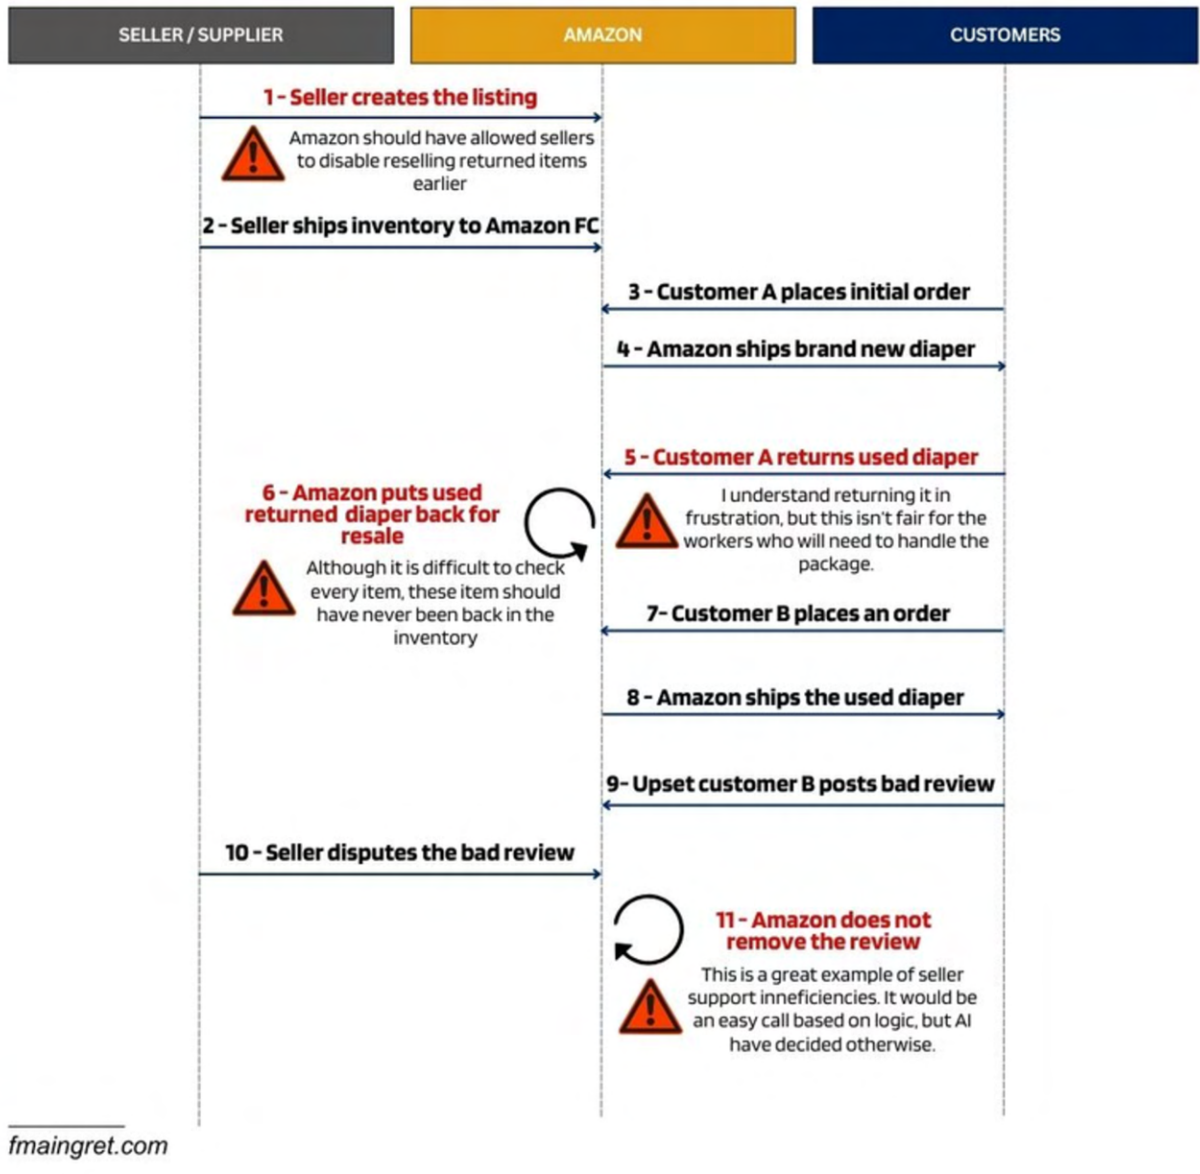 SELLER / SUPPLIER
AMAZON
CUSTOMERS
1 - Seller creates the listing
Amazon should have allowed sellers
to disable reselling returned items
earlier
2 - Seller ships inventory to Amazon FC
3 - Customer A places initial order
4 - Amazon ships brand new diaper
5 - Customer A returns used diaper
I understand returning it in
frustration, but this isn't fair for the
workers who will need to handle the
package.
6 - Amazon puts used
returned diaper back for
resale
Although it is difficult to check
every item, these item should
have never been back in the
inventory
7- Customer B places an order
8 - Amazon ships the used diaper
9- Upset customer B posts bad review
10 - Seller disputes the bad review
11 - Amazon does not
remove the review
This is a great example of seller
support inneficiencies. It would be
an easy call based on logic, but AI
have decided otherwise.
fmaingret.com